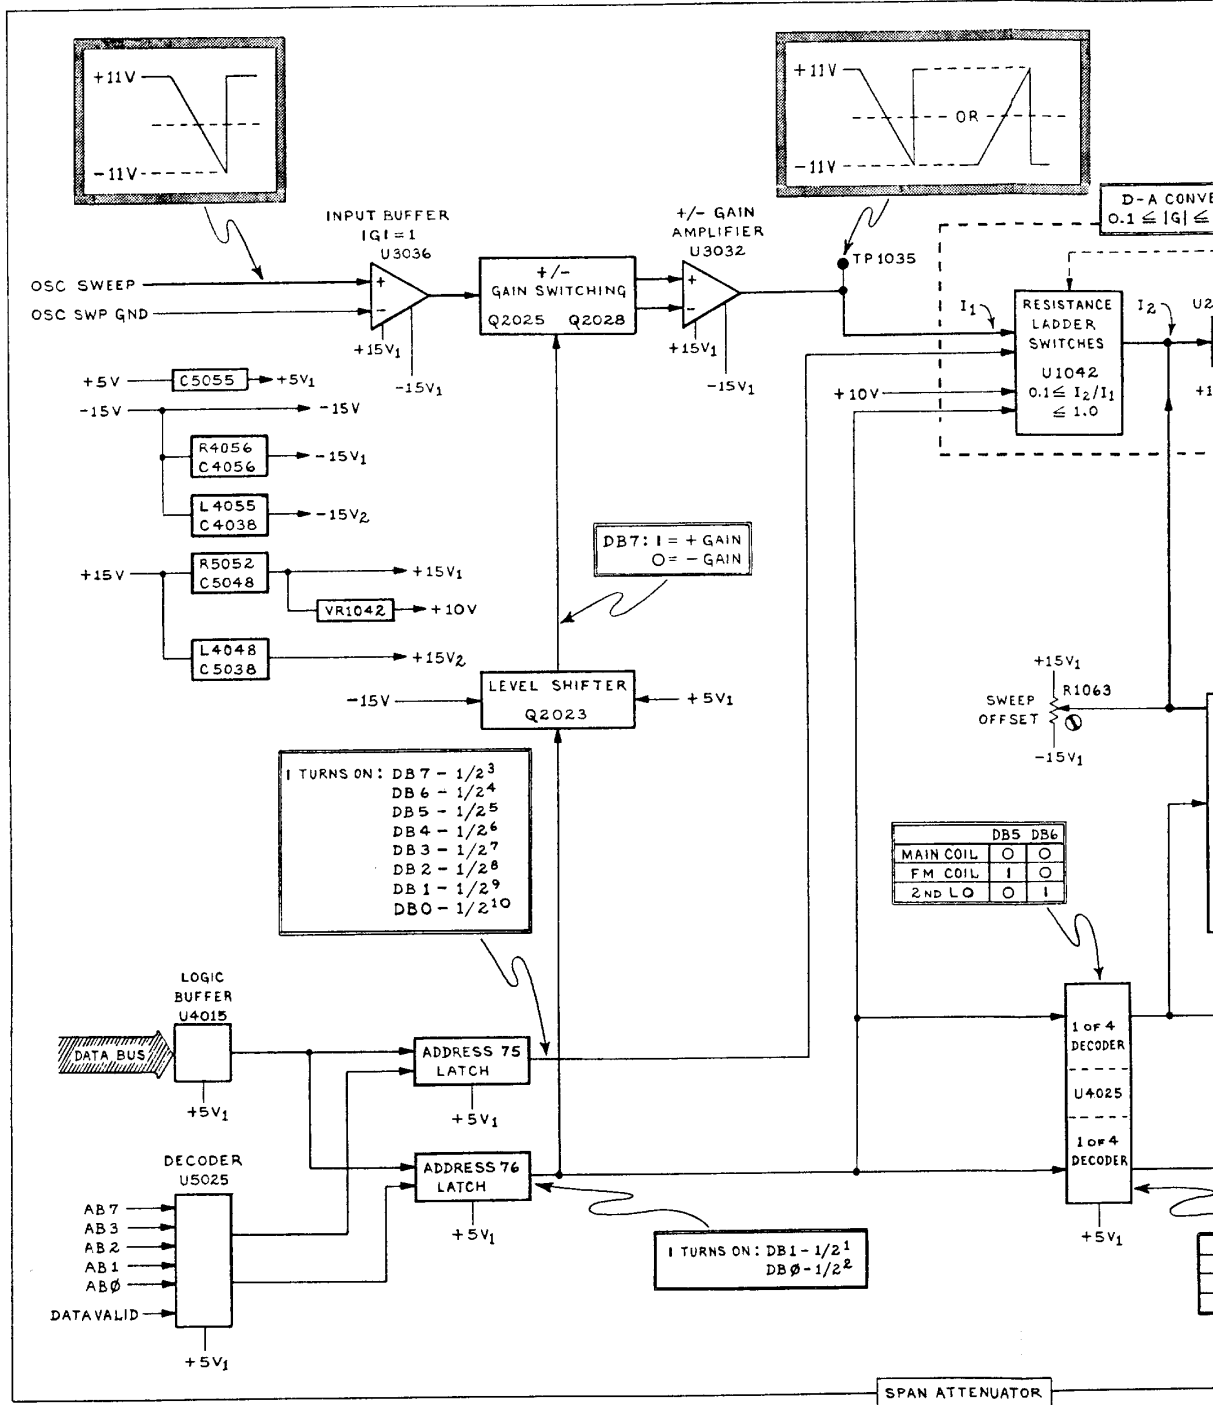 +11V
-11V
+11V
OR
-11V
D-A CONVE
0.1 ≤ |G| ≤
INPUT BUFFER
|G|=1
U3036
+/- GAIN
AMPLIFIER
U3032
TP1035
OSC SWEEP
OSC SWP GND
+
-
+15V1
-15V1
+/-
GAIN SWITCHING
Q2025 Q2028
+
-
+15V1
-15V1
I1
RESISTANCE
LADDER
SWITCHES
U1042
0.1 ≤ I2/I1
≤ 1.0
I2
U2
+1
+10V
+5V
C5055
+5V1
-15V
-15V
R4056
C4056
-15V1
L4055
C4038
-15V2
+15V
R5052
C5048
+15V1
VR1042
+10V
L4048
C5038
+15V2
DB7: 1 = + GAIN
0 = - GAIN
-15V
LEVEL SHIFTER
Q2023
+5V1
+15V1
R1063
SWEEP
OFFSET
-15V1
1 TURNS ON: DB7 - 1/2³
DB6 - 1/2⁴
DB5 - 1/2⁵
DB4 - 1/2⁶
DB3 - 1/2⁷
DB2 - 1/2⁸
DB1 - 1/2⁹
DB0 - 1/2¹⁰
DB5 DB6
MAIN COIL 0 0
FM COIL 1 0
2ND LO 0 1
LOGIC
BUFFER
U4015
DATA BUS
+5V1
ADDRESS 75
LATCH
+5V1
1 OF 4
DECODER
U4025
1 OF 4
DECODER
+5V1
DECODER
U5025
AB7
AB3
AB2
AB1
ABØ
DATA VALID
+5V1
ADDRESS 76
LATCH
+5V1
1 TURNS ON: DB1 - 1/2¹
DBØ - 1/2²
SPAN ATTENUATOR